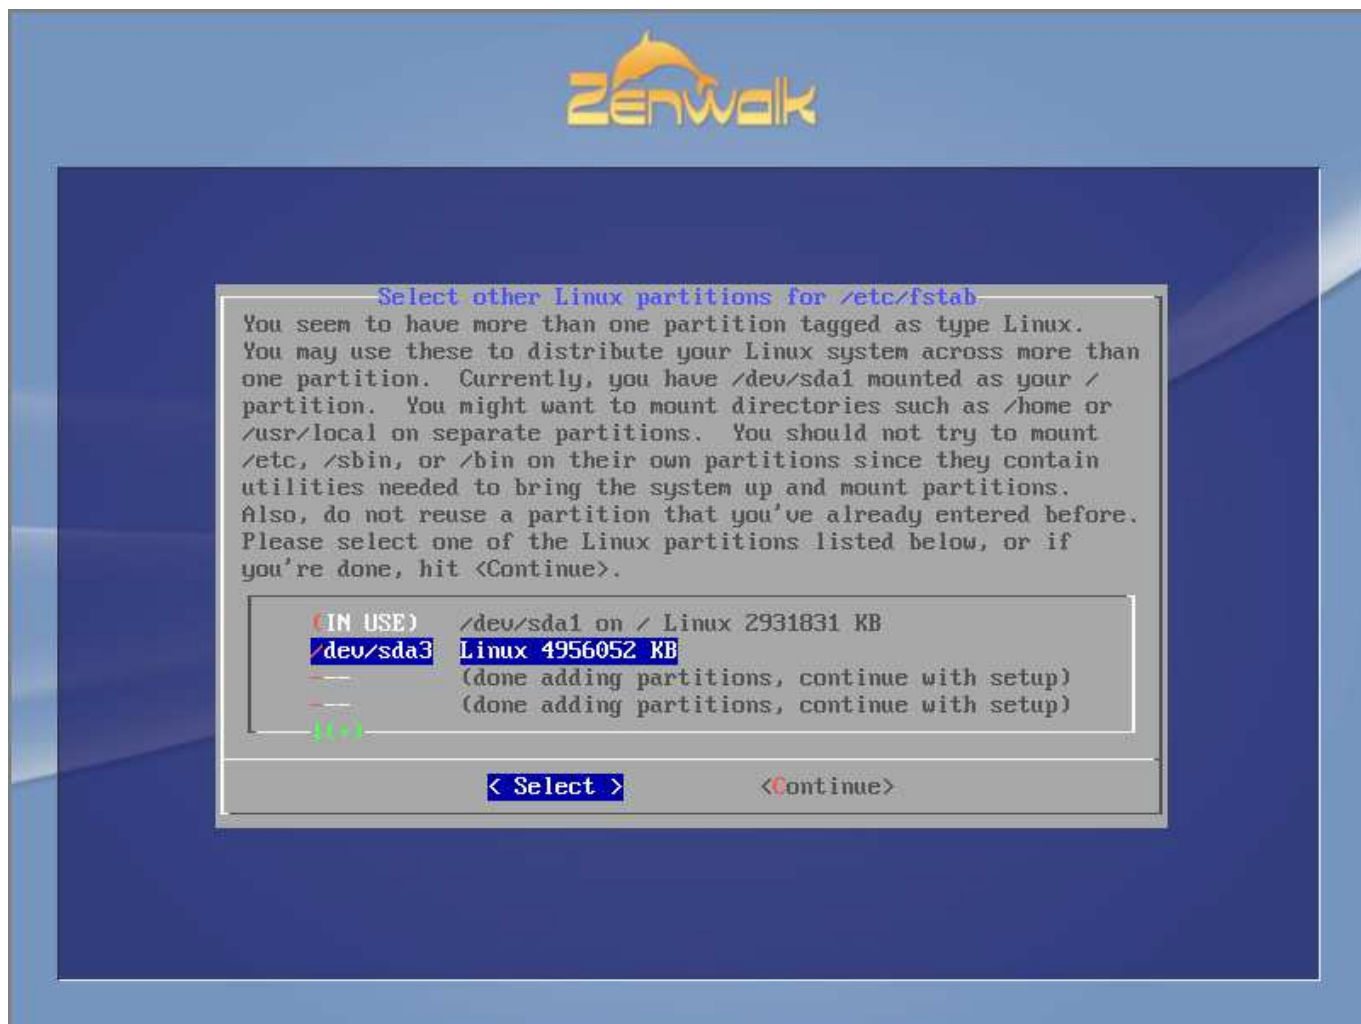 Zenwalk
Select other Linux partitions for /etc/fstab
You seem to have more than one partition tagged as type Linux.
You may use these to distribute your Linux system across more than
one partition.  Currently, you have /dev/sda1 mounted as your /
partition.  You might want to mount directories such as /home or
/usr/local on separate partitions.  You should not try to mount
/etc, /sbin, or /bin on their own partitions since they contain
utilities needed to bring the system up and mount partitions.
Also, do not reuse a partition that you've already entered before.
Please select one of the Linux partitions listed below, or if
you're done, hit <Continue>.
(IN USE)   /dev/sda1 on / Linux 2931831 KB
/dev/sda3  Linux 4956052 KB
---        (done adding partitions, continue with setup)
---        (done adding partitions, continue with setup)
↓(+)
< Select >          <Continue>